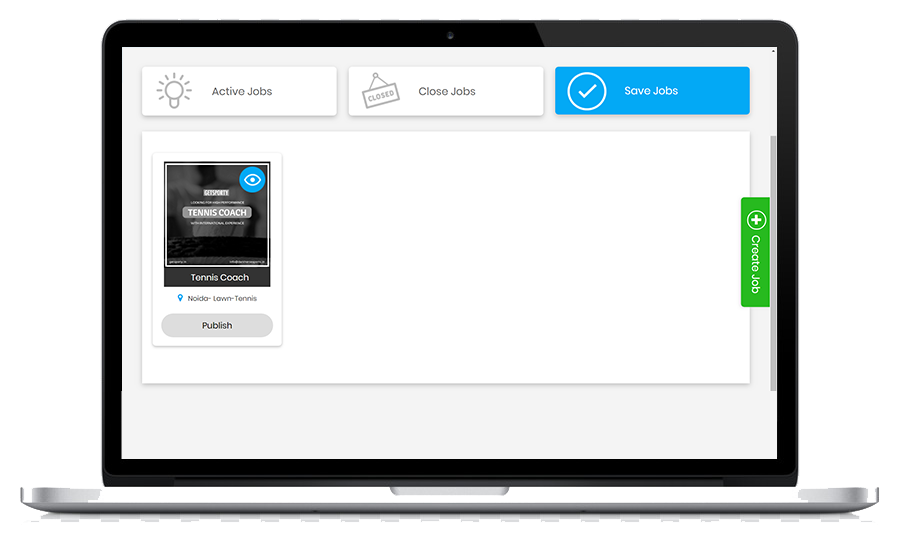 Active Jobs
CLOSED
Close Jobs
Save Jobs
GETSPORTY
LOOKING FOR HIGH PERFORMANCE
TENNIS COACH
WITH INTERNATIONAL EXPERIENCE
Tennis Coach
Noida- Lawn-Tennis
Publish
Create Job